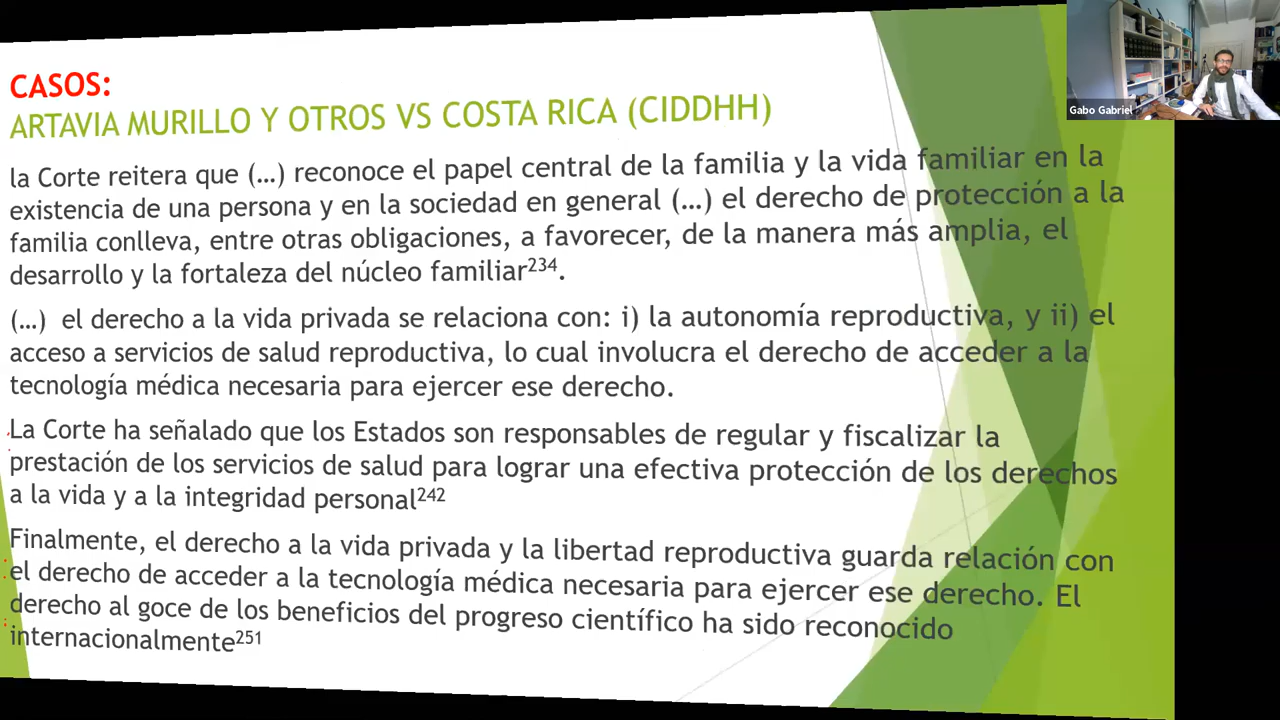 CASOS:
ARTAVIA MURILLO Y OTROS VS COSTA RICA (CIDDHH)
la Corte reitera que (…) reconoce el papel central de la familia y la vida familiar en la
existencia de una persona y en la sociedad en general (…) el derecho de protección a la
familia conlleva, entre otras obligaciones, a favorecer, de la manera más amplia, el
desarrollo y la fortaleza del núcleo familiar234.
(…) el derecho a la vida privada se relaciona con: i) la autonomía reproductiva, y ii) el
acceso a servicios de salud reproductiva, lo cual involucra el derecho de acceder a la
tecnología médica necesaria para ejercer ese derecho.
La Corte ha señalado que los Estados son responsables de regular y fiscalizar la
prestación de los servicios de salud para lograr una efectiva protección de los derechos
a la vida y a la integridad personal242
Finalmente, el derecho a la vida privada y la libertad reproductiva guarda relación con
el derecho de acceder a la tecnología médica necesaria para ejercer ese derecho. El
derecho al goce de los beneficios del progreso científico ha sido reconocido
internacionalmente251
Gabo Gabriel